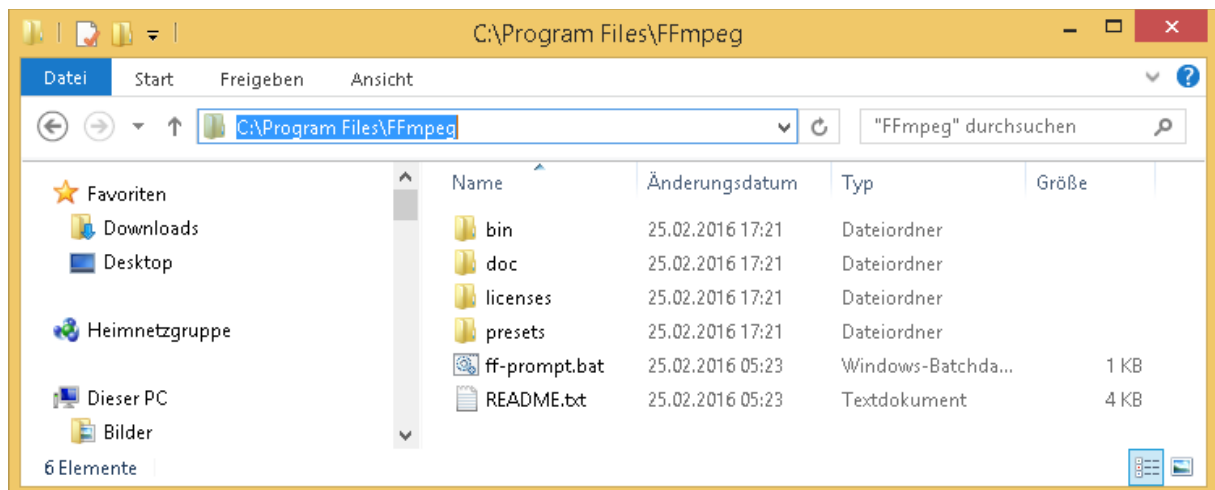 C:\Program Files\FFmpeg
Datei Start Freigeben Ansicht
C:\Program Files\FFmpeg "FFmpeg" durchsuchen
Favoriten
Downloads
Desktop
Heimnetzgruppe
Dieser PC
Bilder
Name Änderungsdatum Typ Größe
bin 25.02.2016 17:21 Dateiordner
doc 25.02.2016 17:21 Dateiordner
licenses 25.02.2016 17:21 Dateiordner
presets 25.02.2016 17:21 Dateiordner
ff-prompt.bat 25.02.2016 05:23 Windows-Batchda... 1 KB
README.txt 25.02.2016 05:23 Textdokument 4 KB
6 Elemente